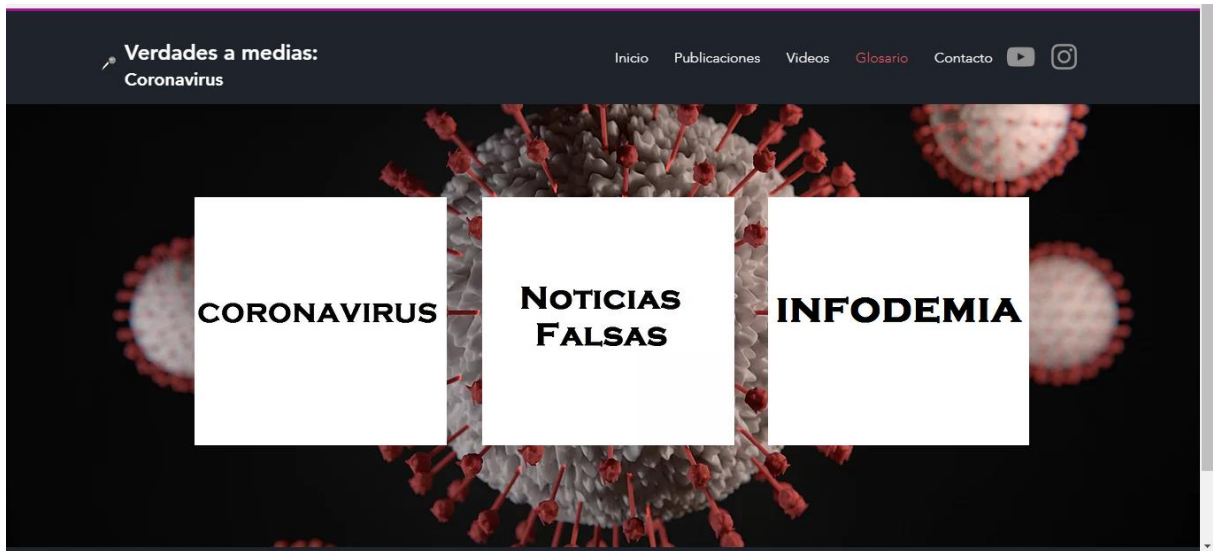 Verdades a medias:
Coronavirus
Inicio Publicaciones Videos Glosario Contacto
CORONAVIRUS
NOTICIAS
FALSAS
INFODEMIA